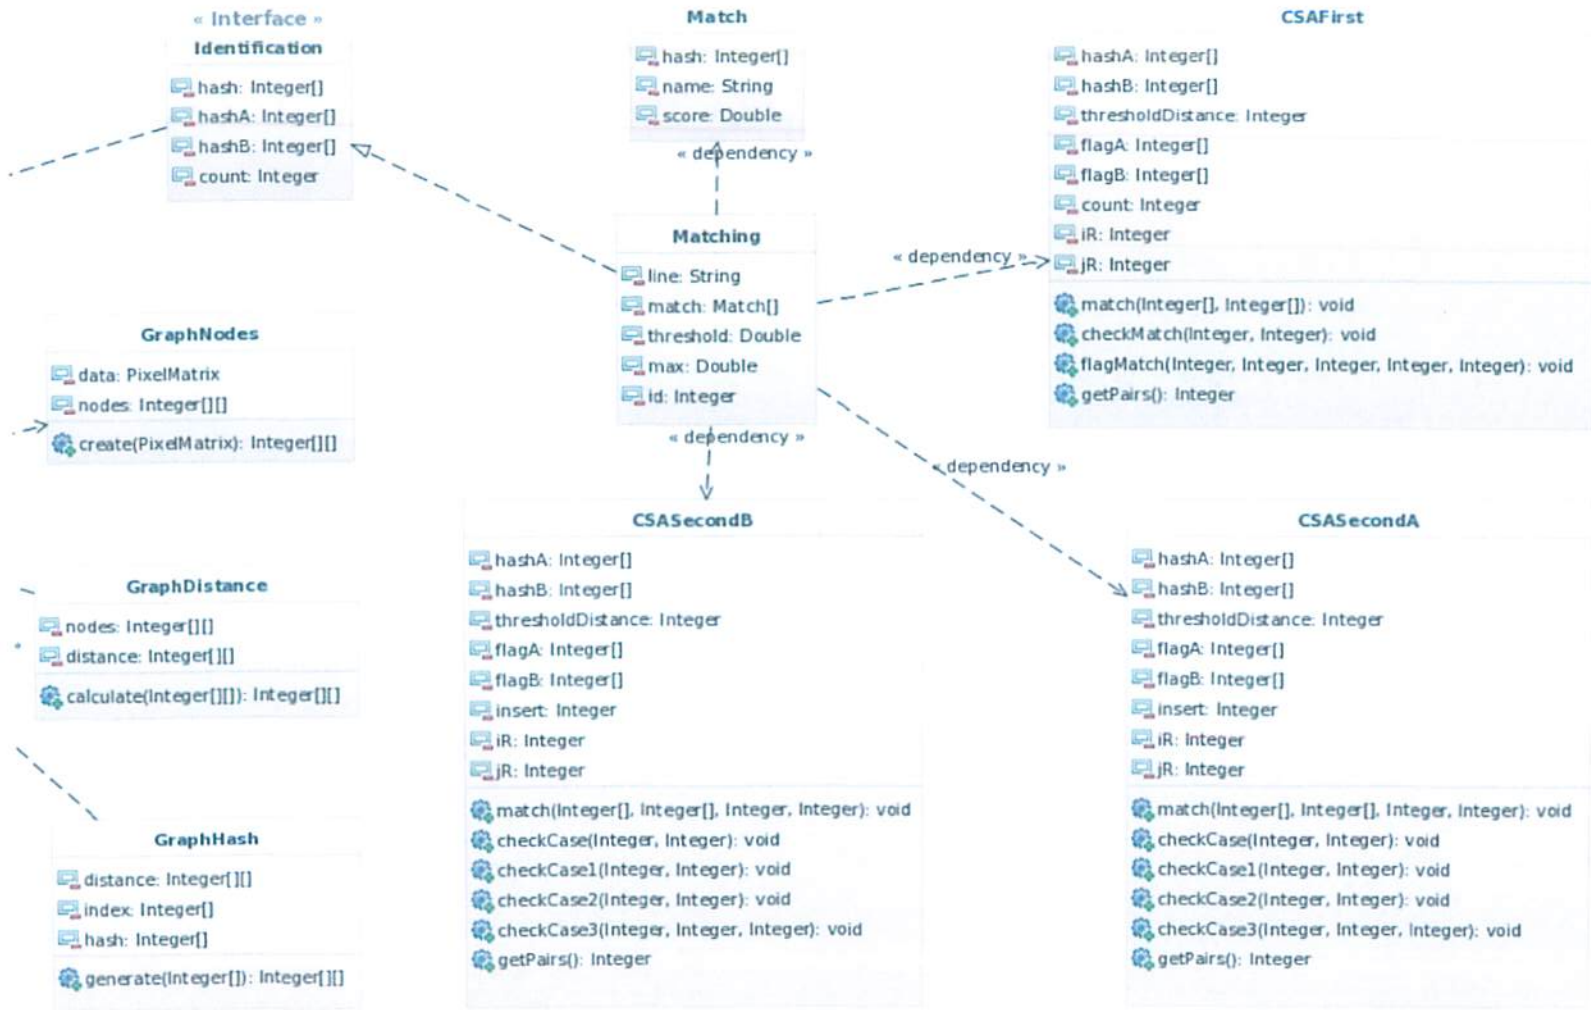 « Interface »
Identification
hash: Integer[]
hashA: Integer[]
hashB: Integer[]
count: Integer
Match
hash: Integer[]
name: String
score: Double
« dependency »
Matching
line: String
match: Match[]
threshold: Double
max: Double
id: Integer
« dependency »
« dependency »
« dependency »
CSAFirst
hashA: Integer[]
hashB: Integer[]
thresholdDistance: Integer
flagA: Integer[]
flagB: Integer[]
count: Integer
iR: Integer
jR: Integer
match(Integer[], Integer[]): void
checkMatch(Integer, Integer): void
flagMatch(Integer, Integer, Integer, Integer, Integer): void
getPairs(): Integer
GraphNodes
data: PixelMatrix
nodes: Integer[][]
create(PixelMatrix): Integer[][]
GraphDistance
nodes: Integer[][]
distance: Integer[][]
calculate(Integer[][]): Integer[][]
GraphHash
distance: Integer[][]
index: Integer[]
hash: Integer[]
generate(Integer[]): Integer[][]
CSASecondB
hashA: Integer[]
hashB: Integer[]
thresholdDistance: Integer
flagA: Integer[]
flagB: Integer[]
insert: Integer
iR: Integer
jR: Integer
match(Integer[], Integer[], Integer, Integer): void
checkCase(Integer, Integer): void
checkCase1(Integer, Integer): void
checkCase2(Integer, Integer): void
checkCase3(Integer, Integer, Integer): void
getPairs(): Integer
CSASecondA
hashA: Integer[]
hashB: Integer[]
thresholdDistance: Integer
flagA: Integer[]
flagB: Integer[]
insert: Integer
iR: Integer
jR: Integer
match(Integer[], Integer[], Integer, Integer): void
checkCase(Integer, Integer): void
checkCase1(Integer, Integer): void
checkCase2(Integer, Integer): void
checkCase3(Integer, Integer, Integer): void
getPairs(): Integer